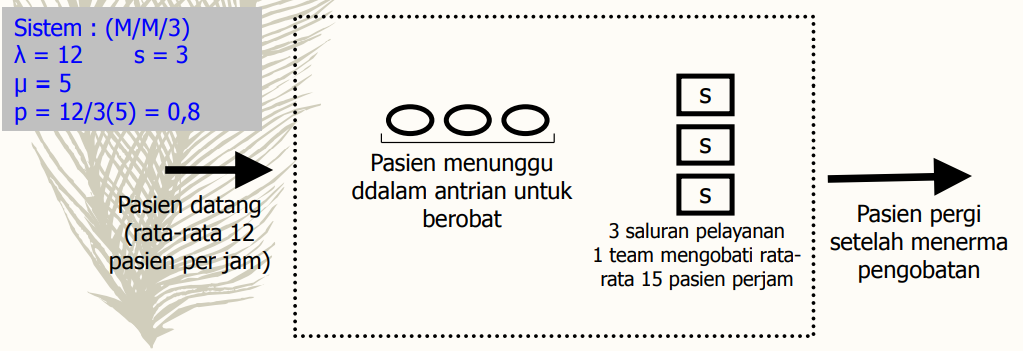 Sistem : (M/M/3)
λ = 12 s = 3
μ = 5
p = 12/3(5) = 0,8
Pasien datang
(rata-rata 12
pasien per jam)
Pasien menunggu
ddalam antrian untuk
berobat
s
s
s
3 saluran pelayanan
1 team mengobati rata-
rata 15 pasien perjam
Pasien pergi
setelah menerma
pengobatan